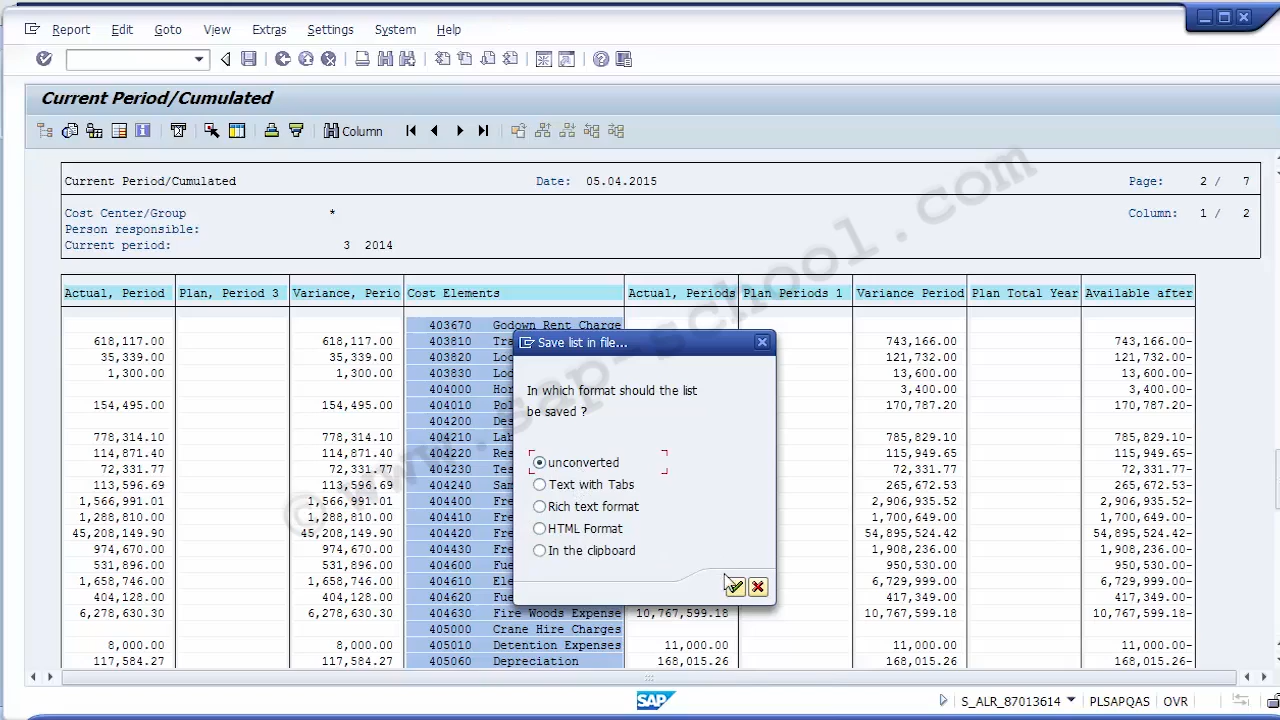 Report Edit Goto View Extras Settings System Help
Current Period/Cumulated
Column
Current Period/Cumulated Date: 05.04.2015 Page: 2 / 7
Cost Center/Group * Column: 1 / 2
Person responsible:
Current period: 3 2014
Actual, Period Plan, Period 3 Variance, Perio Cost Elements Actual, Periods Plan Periods 1 Variance Period Plan Total Year Available after
403670 Godown Rent Charge
618,117.00 618,117.00 403810 743,166.00 743,166.00-
35,339.00 35,339.00 403820 121,732.00 121,732.00-
1,300.00 1,300.00 403830 13,600.00 13,600.00-
404000 3,400.00 3,400.00-
154,495.00 154,495.00 404010 170,787.20 170,787.20-
404200
778,314.10 778,314.10 404210 785,829.10 785,829.10-
114,871.40 114,871.40 404220 115,949.65 115,949.65-
72,331.77 72,331.77 404230 72,331.77 72,331.77-
113,596.69 113,596.69 404240 265,672.53 265,672.53-
1,566,991.01 1,566,991.01 404400 2,906,935.52 2,906,935.52-
1,288,810.00 1,288,810.00 404410 1,700,649.00 1,700,649.00-
45,208,149.90 45,208,149.90 404420 54,895,524.42 54,895,524.42-
974,670.00 974,670.00 404430 1,908,236.00 1,908,236.00-
531,896.00 531,896.00 404600 950,530.00 950,530.00-
1,658,746.00 1,658,746.00 404610 6,729,999.00 6,729,999.00-
404,128.00 404,128.00 404620 417,349.00 417,349.00-
6,278,630.30 6,278,630.30 404630 Fire Woods Expense 10,767,599.18 10,767,599.18 10,767,599.18-
405000 Crane Hire Charges
8,000.00 8,000.00 405010 Detention Expenses 11,000.00 11,000.00 11,000.00-
117,584.27 117,584.27 405060 Depreciation 168,015.26 168,015.26 168,015.26-
Save list in file...
In which format should the list
be saved ?
unconverted
Text with Tabs
Rich text format
HTML Format
In the clipboard
© www.sap-school.com
SAP S_ALR_87013614 PLSAPQAS OVR